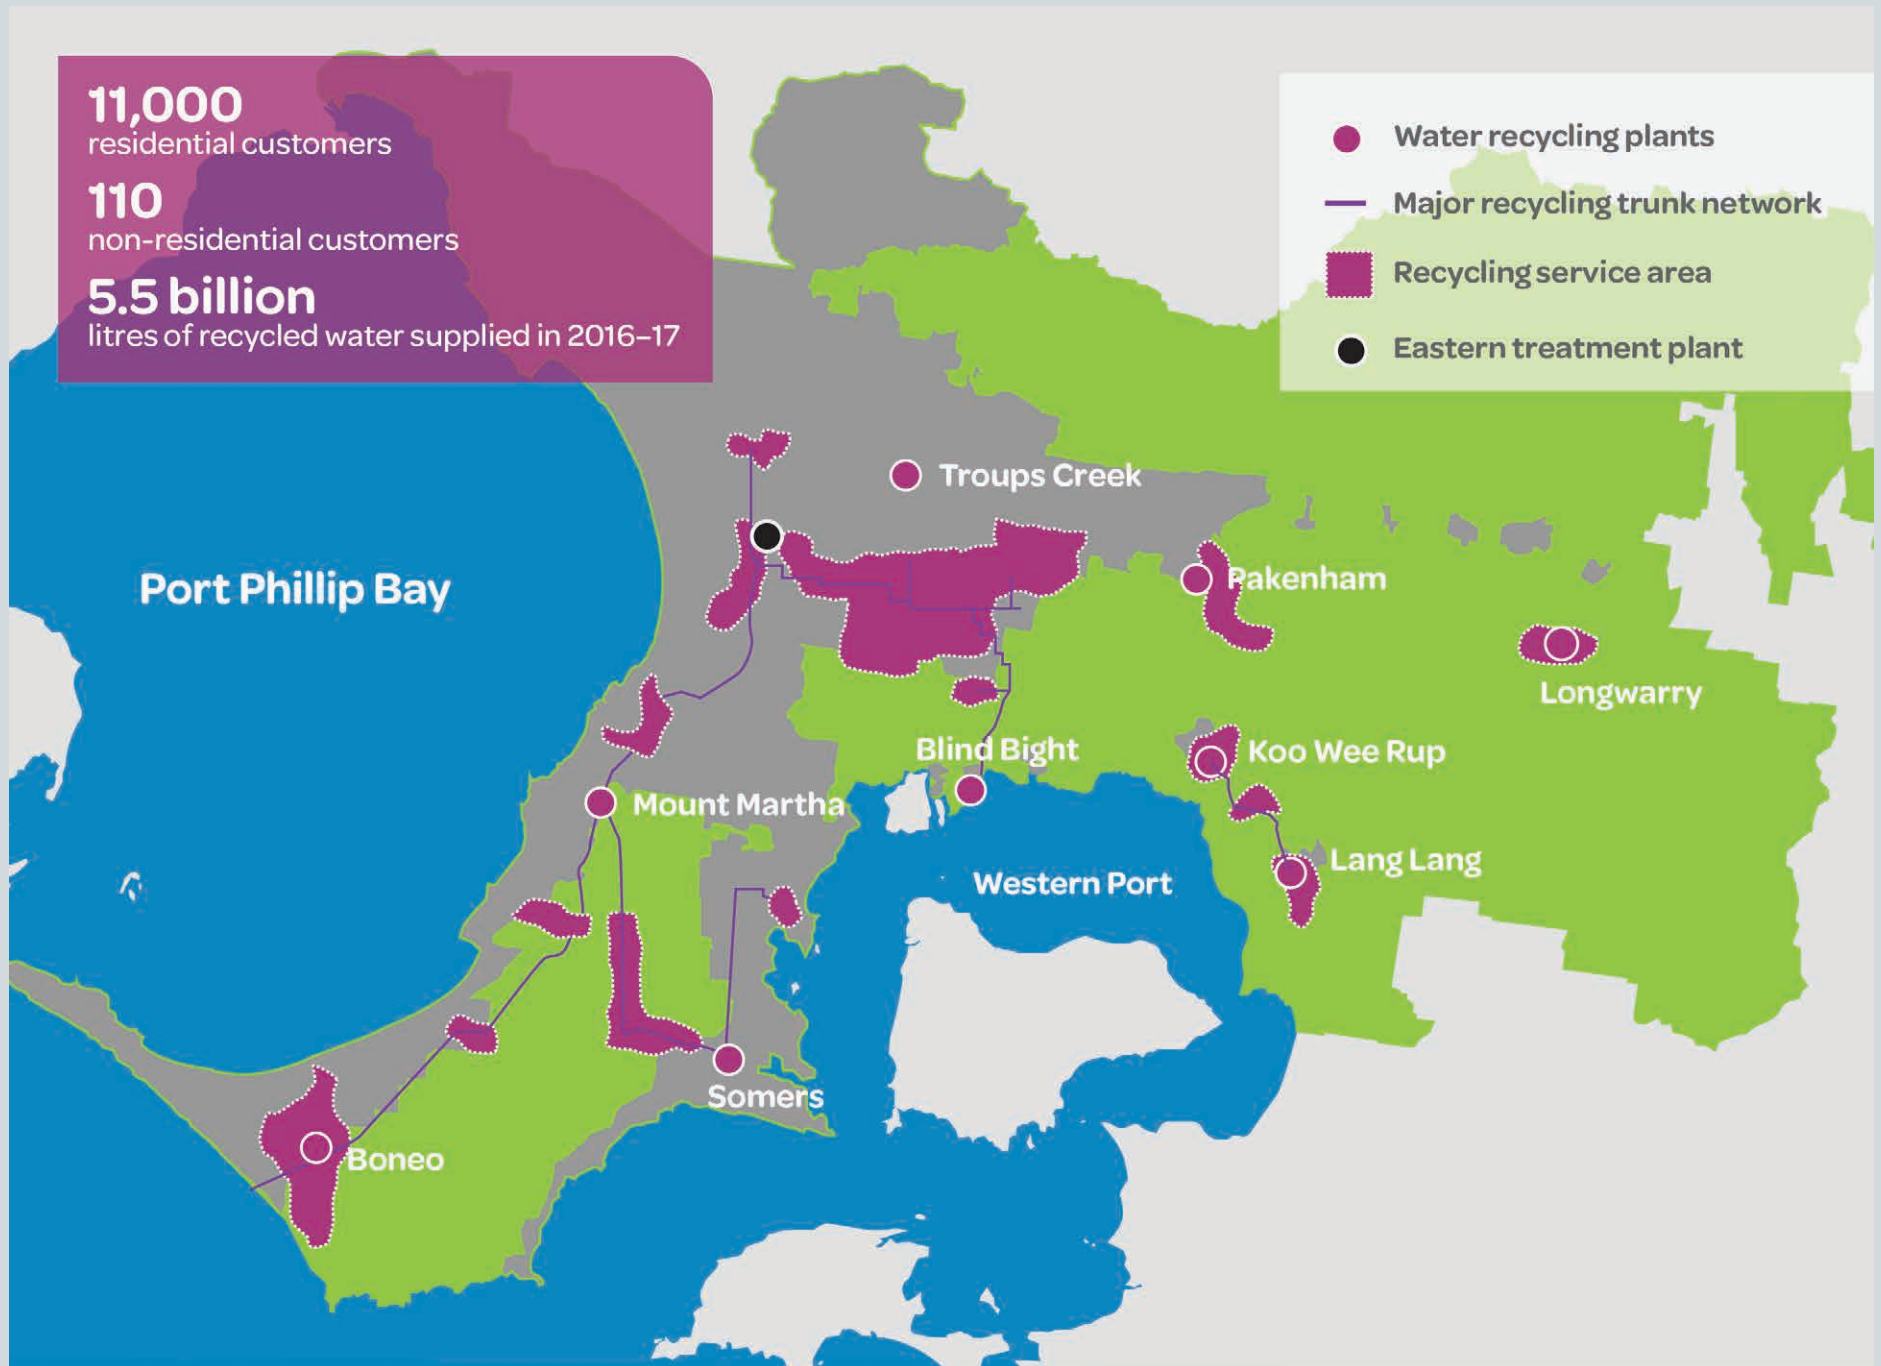 11,000
residential customers
110
non-residential customers
5.5 billion
litres of recycled water supplied in 2016–17
Water recycling plants
Major recycling trunk network
Recycling service area
Eastern treatment plant
Troups Creek
Port Phillip Bay
Pakenham
Longwarry
Blind Bight
Koo Wee Rup
Mount Martha
Lang Lang
Western Port
Somers
Boneo